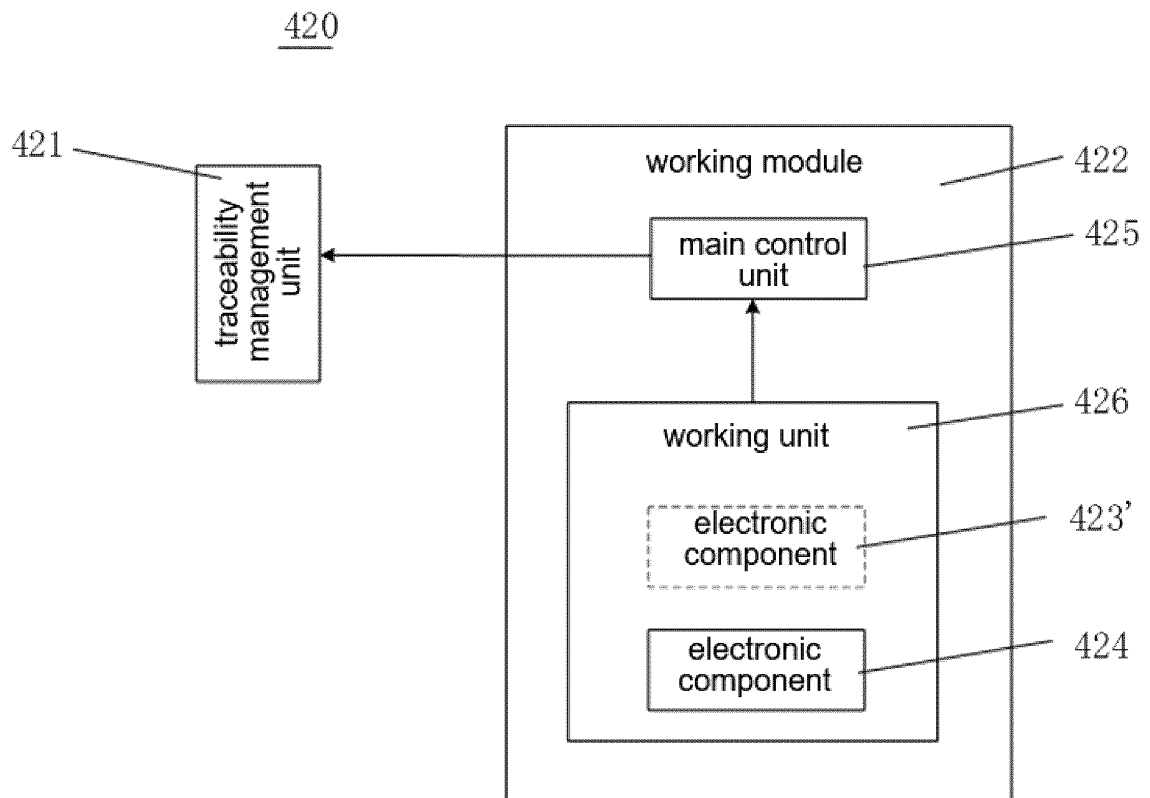 420
421
traceability
management
unit
working module
422
main control
unit
425
working unit
426
electronic
component
423’
electronic
component
424